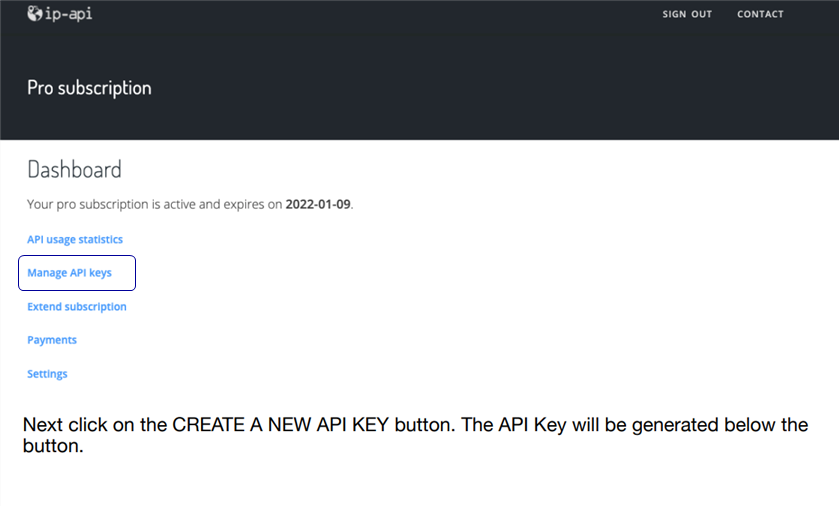 ip-api
SIGN OUT
CONTACT
Pro subscription
Dashboard
Your pro subscription is active and expires on 2022-01-09.
API usage statistics
Manage API keys
Extend subscription
Payments
Settings
Next click on the CREATE A NEW API KEY button. The API Key will be generated below the
button.